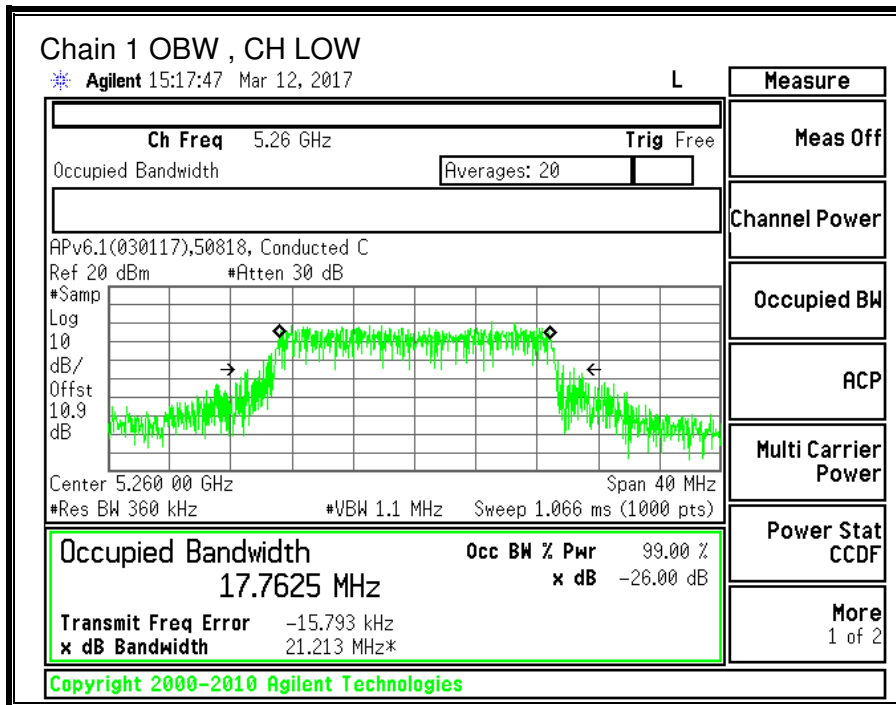 Chain 1 OBW , CH LOW
Agilent 15:17:47 Mar 12, 2017 L
Measure
Ch Freq 5.26 GHz Trig Free
Occupied Bandwidth Averages: 20
APv6.1(030117),50818, Conducted C
Ref 20 dBm #Atten 30 dB
#Samp
Log
10
dB/
Offst
10.9
dB
Center 5.260 00 GHz Span 40 MHz
#Res BW 360 kHz #VBW 1.1 MHz Sweep 1.066 ms (1000 pts)
Occupied Bandwidth Occ BW % Pwr 99.00 %
17.7625 MHz x dB -26.00 dB
Transmit Freq Error -15.793 kHz
x dB Bandwidth 21.213 MHz*
Meas Off
Channel Power
Occupied BW
ACP
Multi Carrier
Power
Power Stat
CCDF
More
1 of 2
Copyright 2000-2010 Agilent Technologies